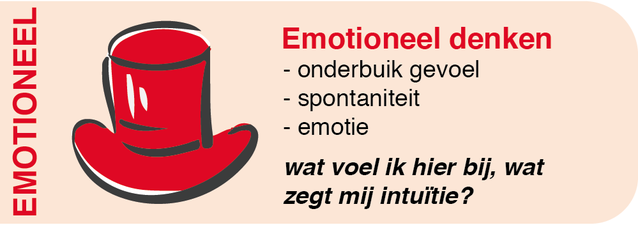 EMOTIONEEL
Emotioneel denken
- onderbuik gevoel
- spontaniteit
- emotie
wat voel ik hier bij, wat
zegt mij intuïtie?